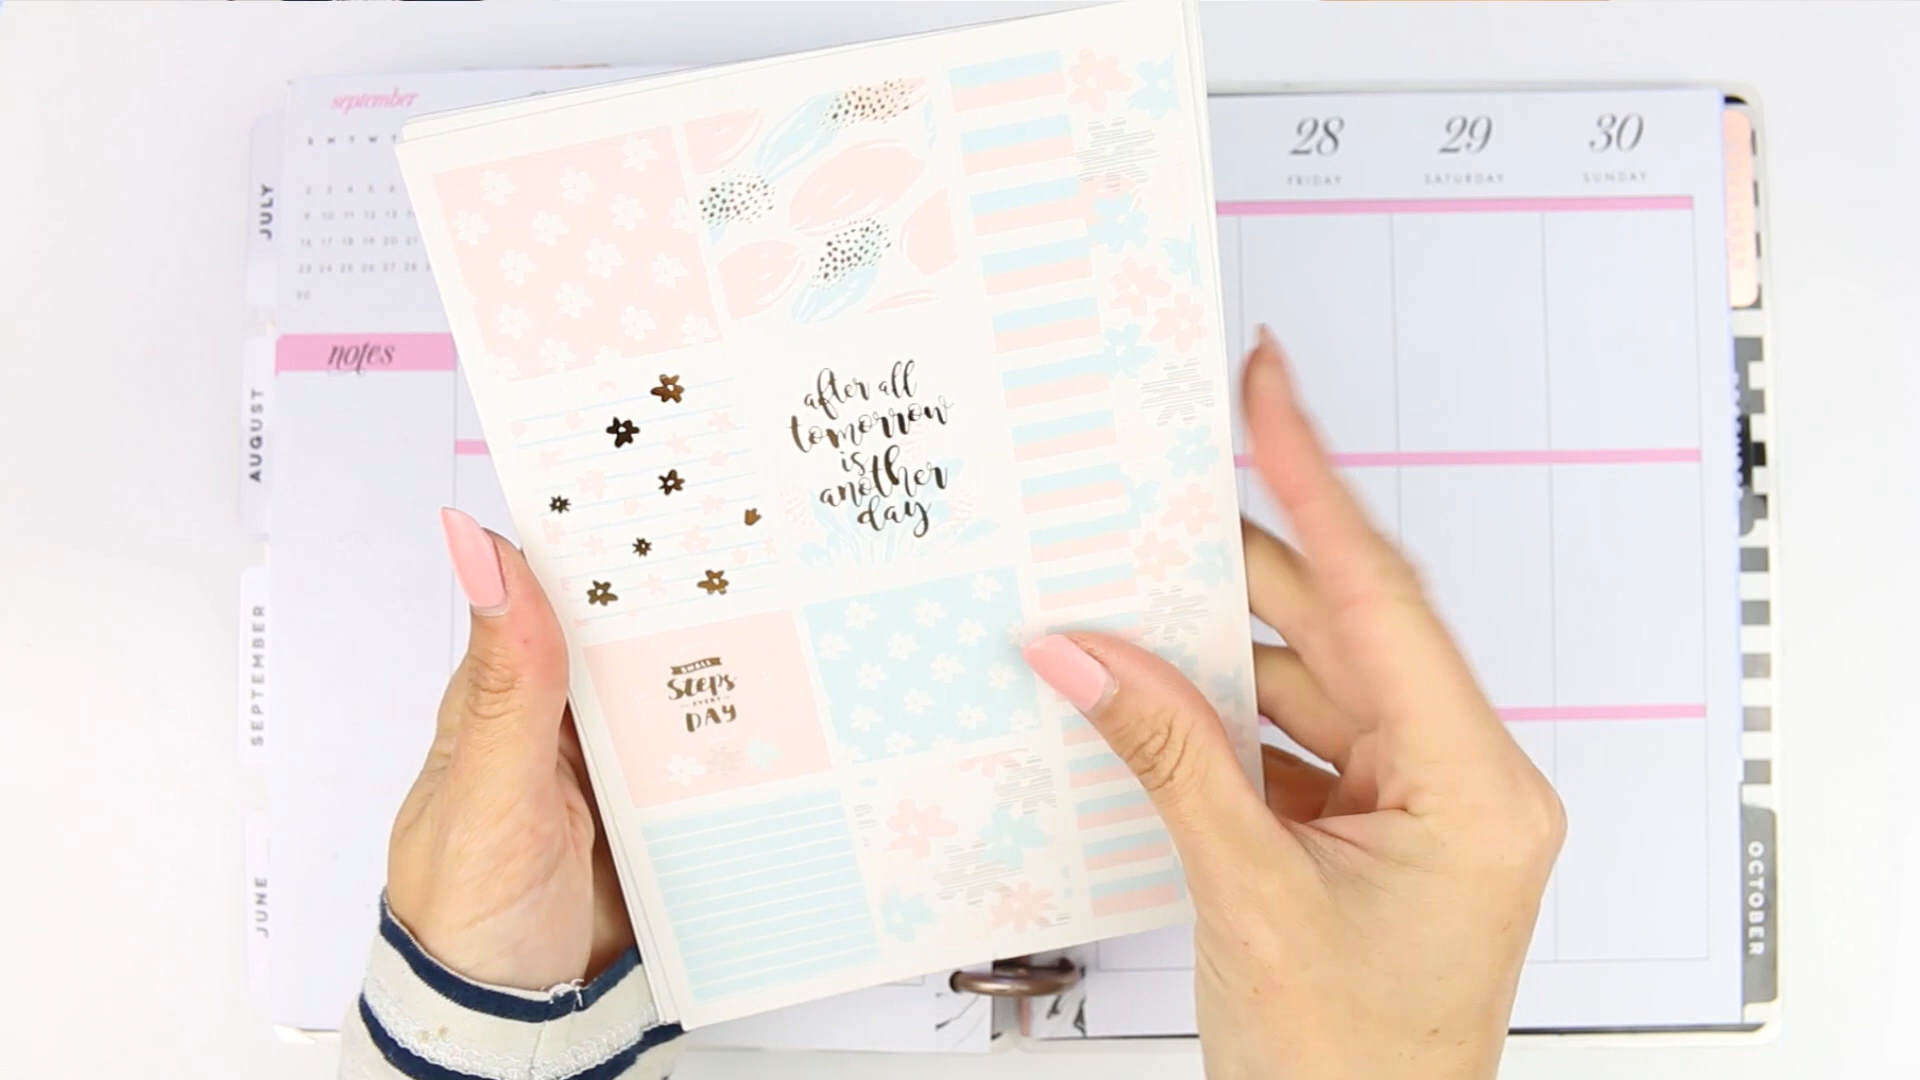 september
S M T W T
2 3 4 5 6
9 10 11 12 13
16 17 18 19 20 21
23 24 25 26 27 28
30
notes
JULY
AUGUST
SEPTEMBER
JUNE
after all
tomorrow
is
another
day
SMALL
Steps
EVERY
DAY
28 29 30
FRIDAY SATURDAY SUNDAY
OCTOBER